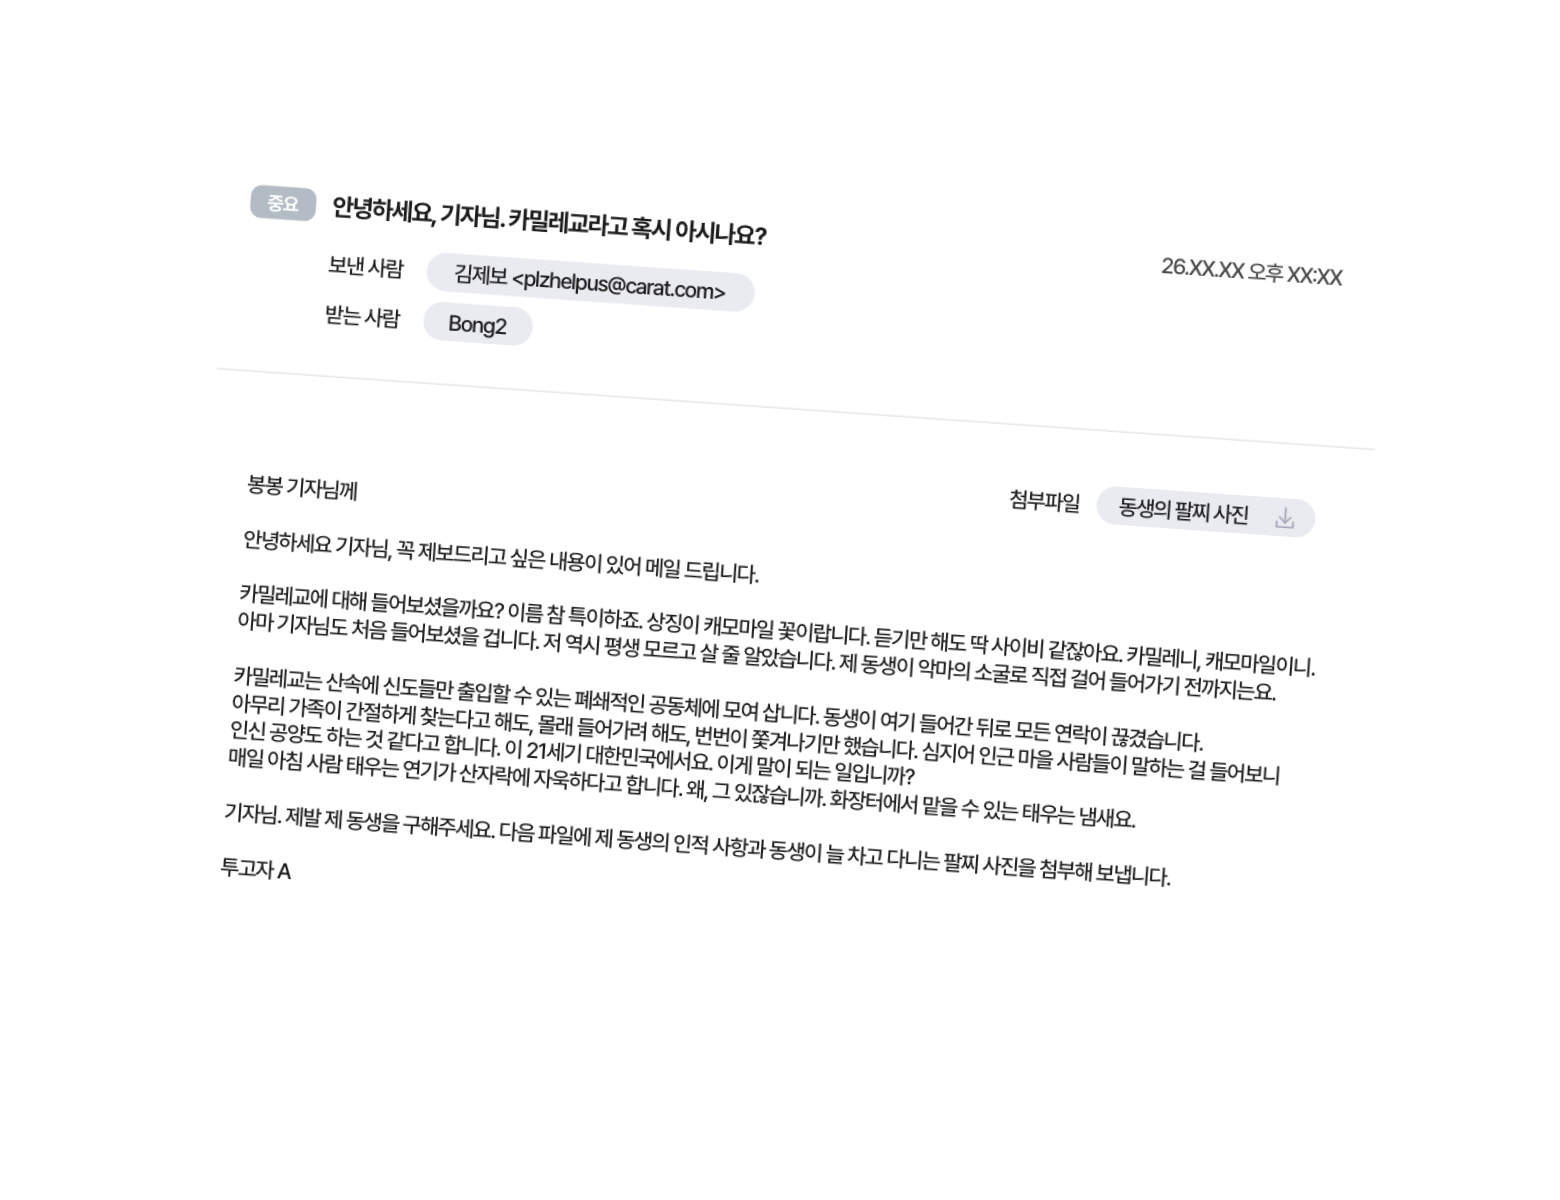 중요 안녕하세요, 기자님. 카밀레교라고 혹시 아시나요?
보낸 사람 김제보 <plzhelpus@carat.com>
26.XX.XX 오후 XX:XX
받는 사람 Bong2
봉봉 기자님께
첨부파일 동생의 팔찌 사진
안녕하세요 기자님, 꼭 제보드리고 싶은 내용이 있어 메일 드립니다.
카밀레교에 대해 들어보셨을까요? 이름 참 특이하죠. 상징이 캐모마일 꽃이랍니다. 듣기만 해도 딱 사이비 같잖아요. 카밀레니, 캐모마일이니.
아마 기자님도 처음 들어보셨을 겁니다. 저 역시 평생 모르고 살 줄 알았습니다. 제 동생이 악마의 소굴로 직접 걸어 들어가기 전까지는요.
카밀레교는 산속에 신도들만 출입할 수 있는 폐쇄적인 공동체에 모여 삽니다. 동생이 여기 들어간 뒤로 모든 연락이 끊겼습니다.
아무리 가족이 간절하게 찾는다고 해도, 몰래 들어가려 해도, 번번이 쫓겨나기만 했습니다. 심지어 인근 마을 사람들이 말하는 걸 들어보니
인신 공양도 하는 것 같다고 합니다. 이 21세기 대한민국에서요. 이게 말이 되는 일입니까?
매일 아침 사람 태우는 연기가 산자락에 자욱하다고 합니다. 왜, 그 있잖습니까. 화장터에서 맡을 수 있는 태우는 냄새요.
기자님. 제발 제 동생을 구해주세요. 다음 파일에 제 동생의 인적 사항과 동생이 늘 차고 다니는 팔찌 사진을 첨부해 보냅니다.
투고자 A